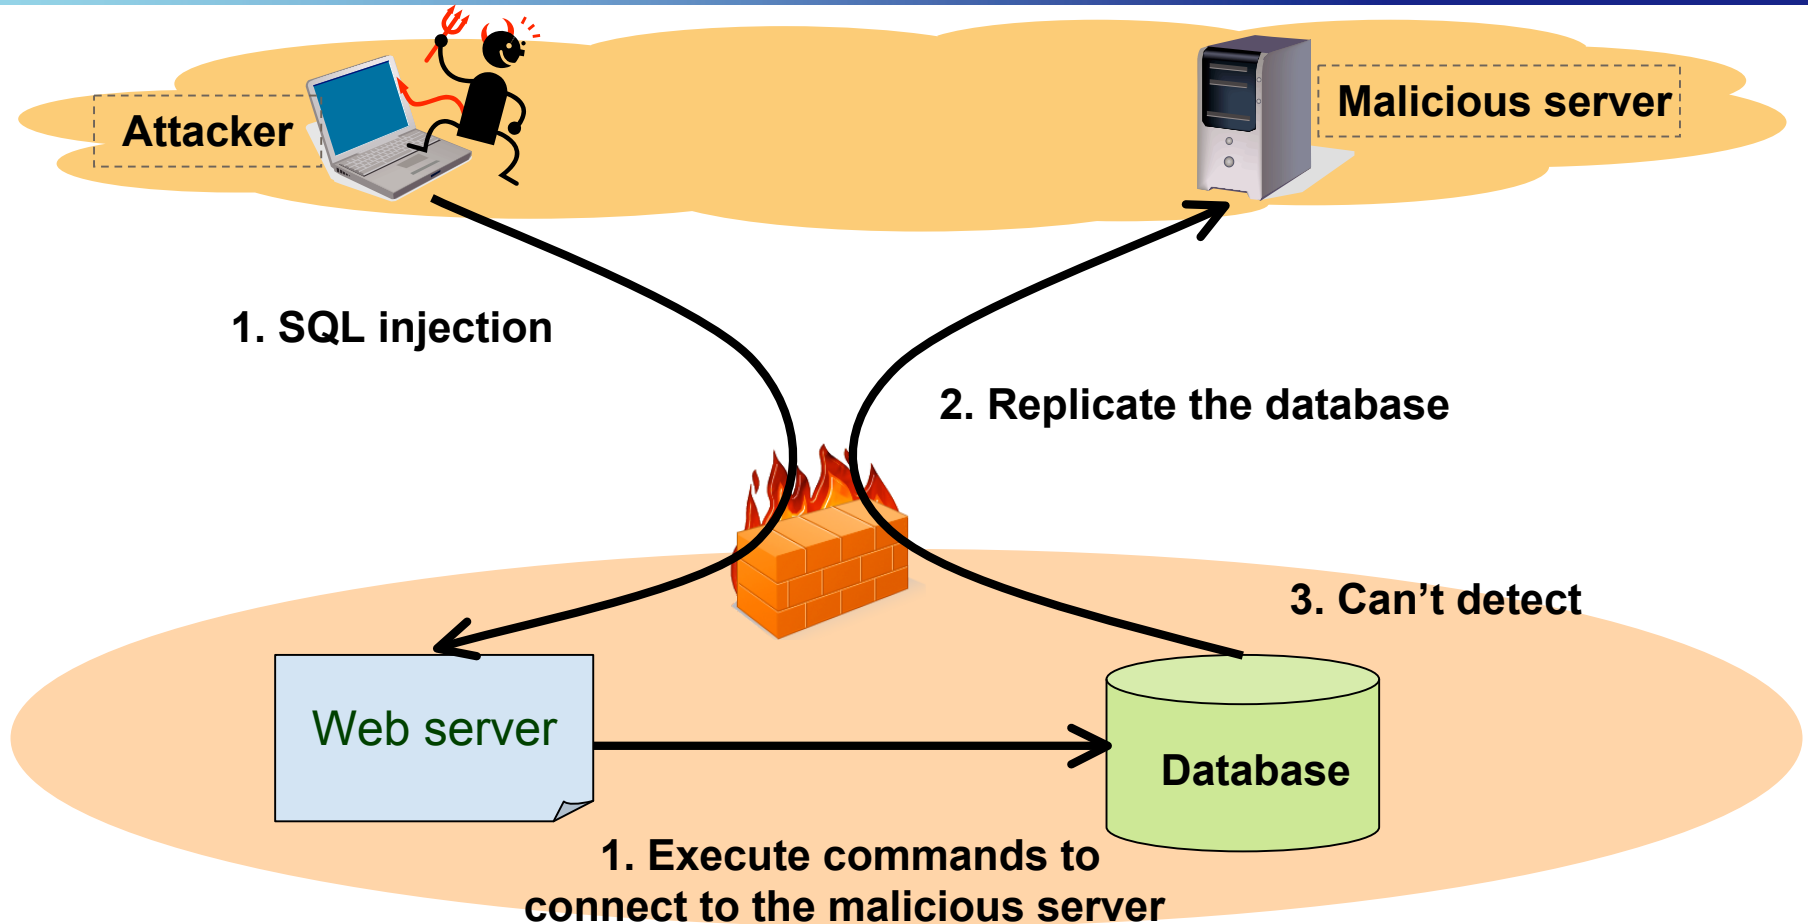 Attacker
Malicious server
1. SQL injection
2. Replicate the database
3. Can’t detect
Web server
Database
1. Execute commands to
connect to the malicious server